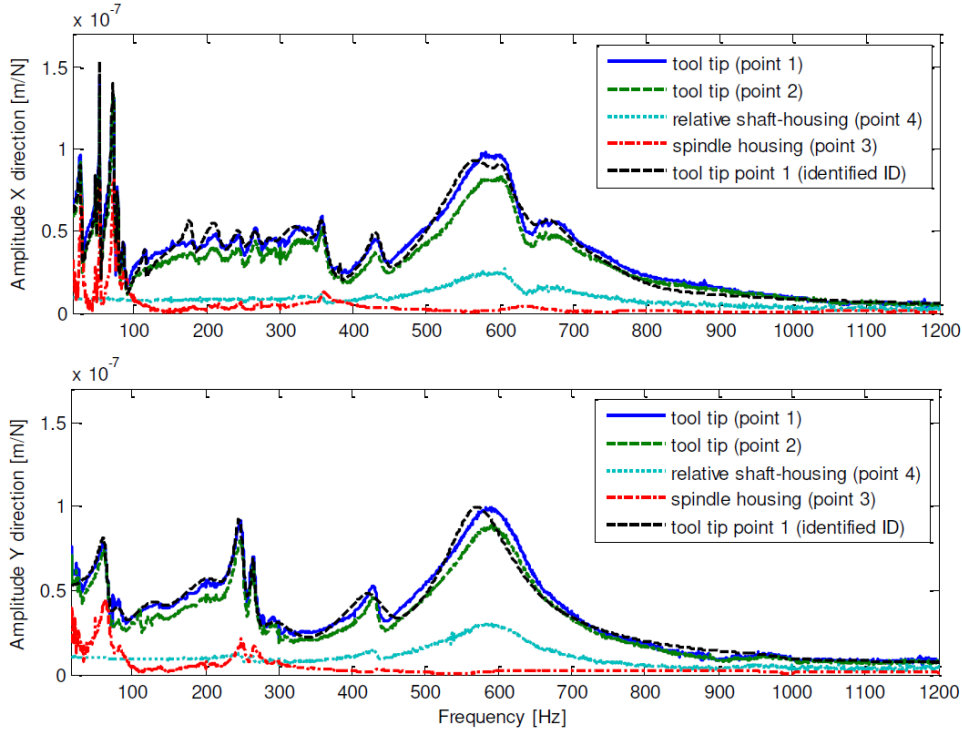 x 10^-7
Amplitude X direction [m/N]
1.5
1
0.5
0
tool tip (point 1)
tool tip (point 2)
relative shaft-housing (point 4)
spindle housing (point 3)
tool tip point 1 (identified ID)
100 200 300 400 500 600 700 800 900 1000 1100 1200
x 10^-7
Amplitude Y direction [m/N]
1.5
1
0.5
0
tool tip (point 1)
tool tip (point 2)
relative shaft-housing (point 4)
spindle housing (point 3)
tool tip point 1 (identified ID)
100 200 300 400 500 600 700 800 900 1000 1100 1200
Frequency [Hz]